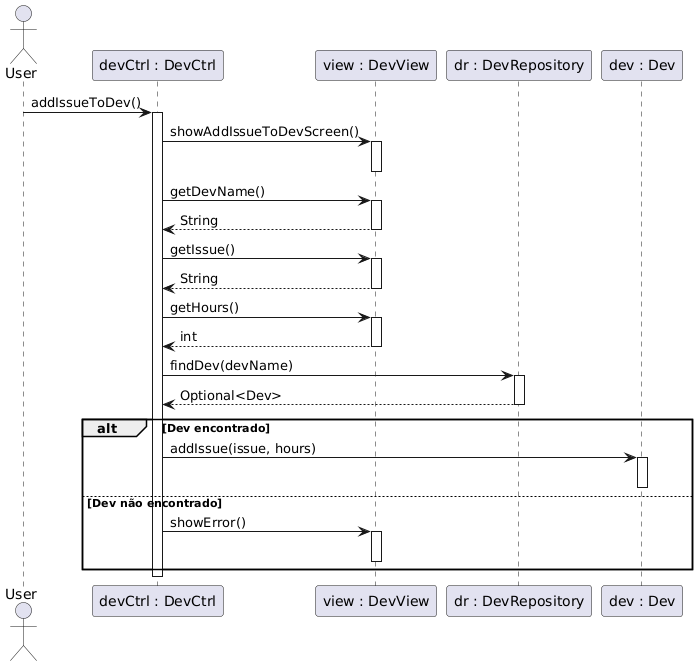 User
devCtrl : DevCtrl
view : DevView
dr : DevRepository
dev : Dev
addIssueToDev()
showAddIssueToDevScreen()
getDevName()
String
getIssue()
String
getHours()
int
findDev(devName)
Optional<Dev>
alt
[Dev encontrado]
addIssue(issue, hours)
[Dev não encontrado]
showError()
User
devCtrl : DevCtrl
view : DevView
dr : DevRepository
dev : Dev